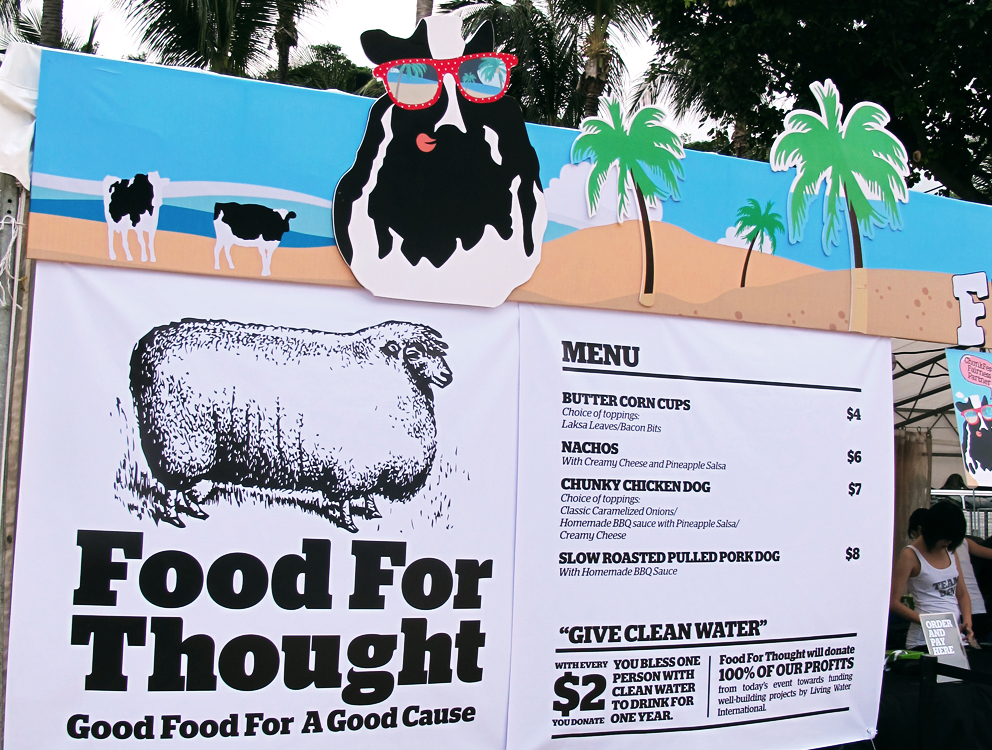 F
Chonkfest
Fairness
Partner
Food For
Thought
Good Food For A Good Cause
MENU
BUTTER CORN CUPS $4
Choice of toppings:
Laksa Leaves/Bacon Bits
NACHOS $6
With Creamy Cheese and Pineapple Salsa
CHUNKY CHICKEN DOG $7
Choice of toppings:
Classic Caramelized Onions/
Homemade BBQ sauce with Pineapple Salsa/
Creamy Cheese
SLOW ROASTED PULLED PORK DOG $8
With Homemade BBQ Sauce
"GIVE CLEAN WATER"
WITH EVERY
$2
YOU DONATE
YOU BLESS ONE
PERSON WITH
CLEAN WATER
TO DRINK FOR
ONE YEAR.
Food For Thought will donate
100% OF OUR PROFITS
from today's event towards funding
well-building projects by Living Water
International.
TEAM
ORDER
AND
PAY
HERE